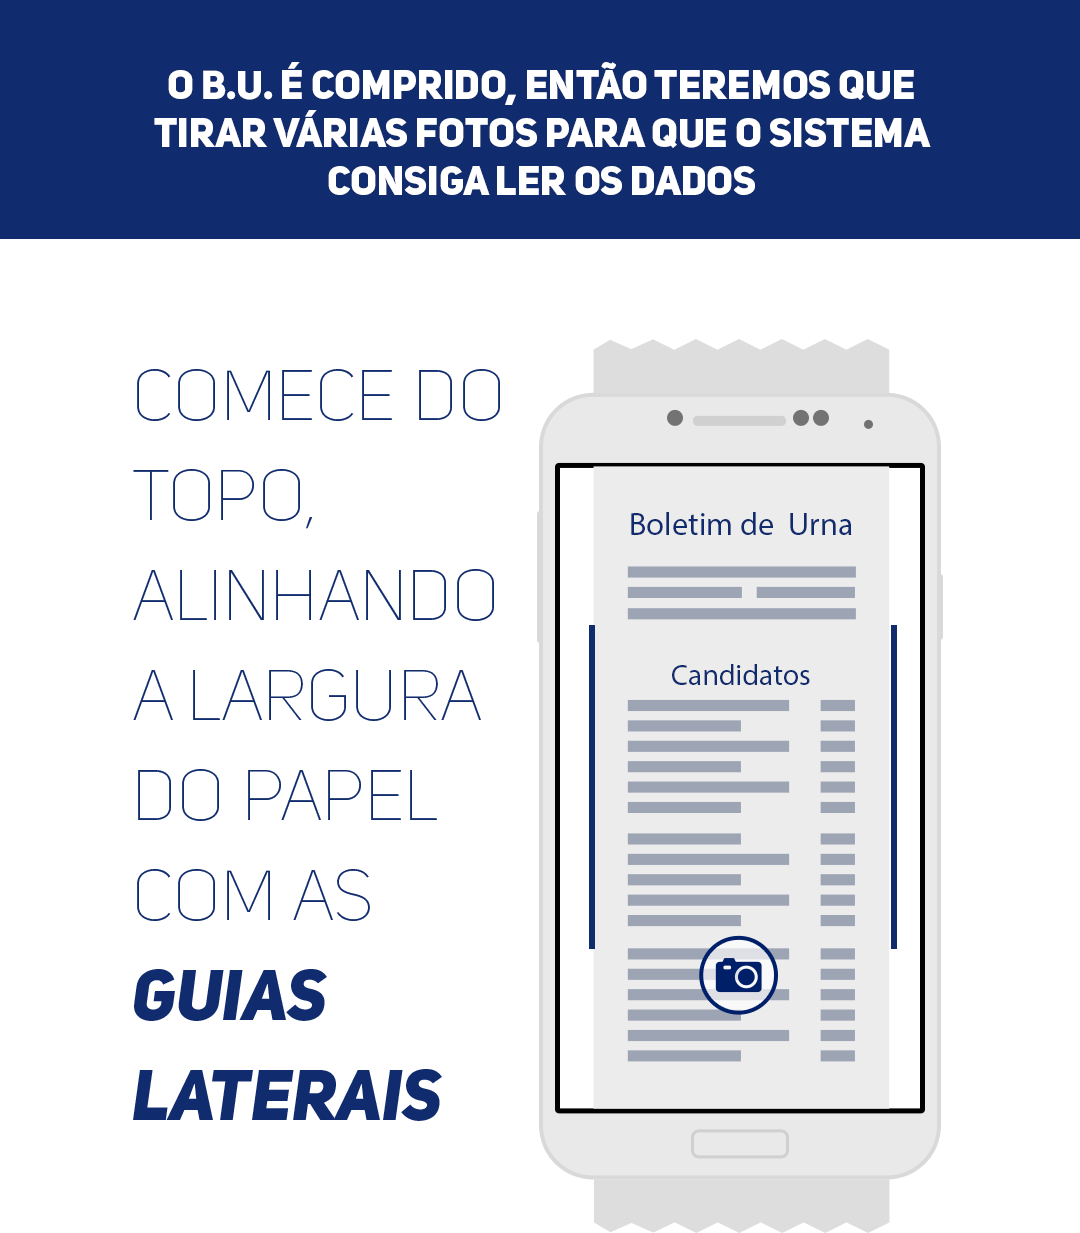 O B.U. É COMPRIDO, ENTÃO TEREMOS QUE
TIRAR VÁRIAS FOTOS PARA QUE O SISTEMA
CONSIGA LER OS DADOS
COMECE DO
TOPO,
ALINHANDO
A LARGURA
DO PAPEL
COM AS
GUIAS
LATERAIS
Boletim de Urna
Candidatos